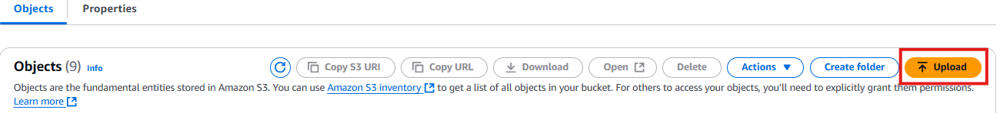 Objects Properties
Objects (9) Info Copy S3 URI Copy URL Download Open Delete Actions Create folder Upload
Objects are the fundamental entities stored in Amazon S3. You can use Amazon S3 inventory to get a list of all objects in your bucket. For others to access your objects, you’ll need to explicitly grant them permissions.
Learn more